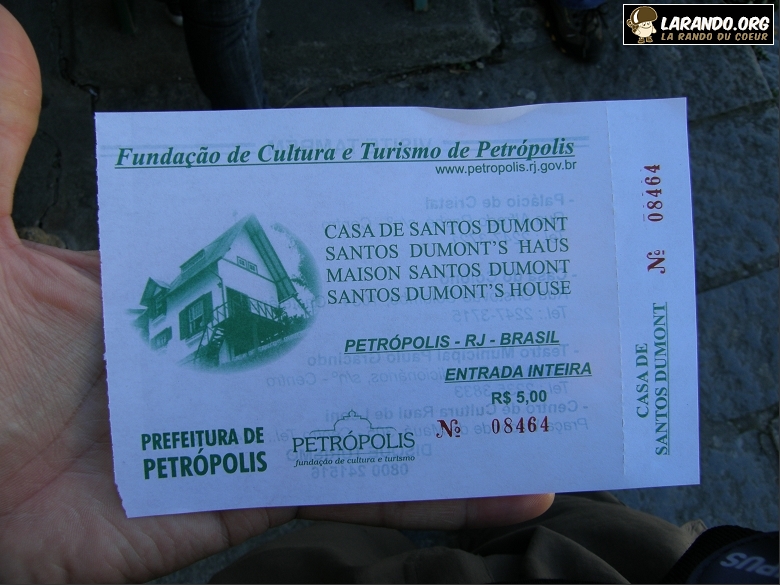 LARANDO.ORG
LA RANDO DU COEUR
Fundação de Cultura e Turismo de Petrópolis
www.petropolis.rj.gov.br
CASA DE SANTOS DUMONT
SANTOS DUMONT'S HAUS
MAISON SANTOS DUMONT
SANTOS DUMONT'S HOUSE
PETRÓPOLIS - RJ - BRASIL
ENTRADA INTEIRA
R$ 5,00
Nº 08464
PREFEITURA DE
PETRÓPOLIS
PETRÓPOLIS
fundação de cultura e turismo
CASA DE
SANTOS DUMONT
Nº 08464